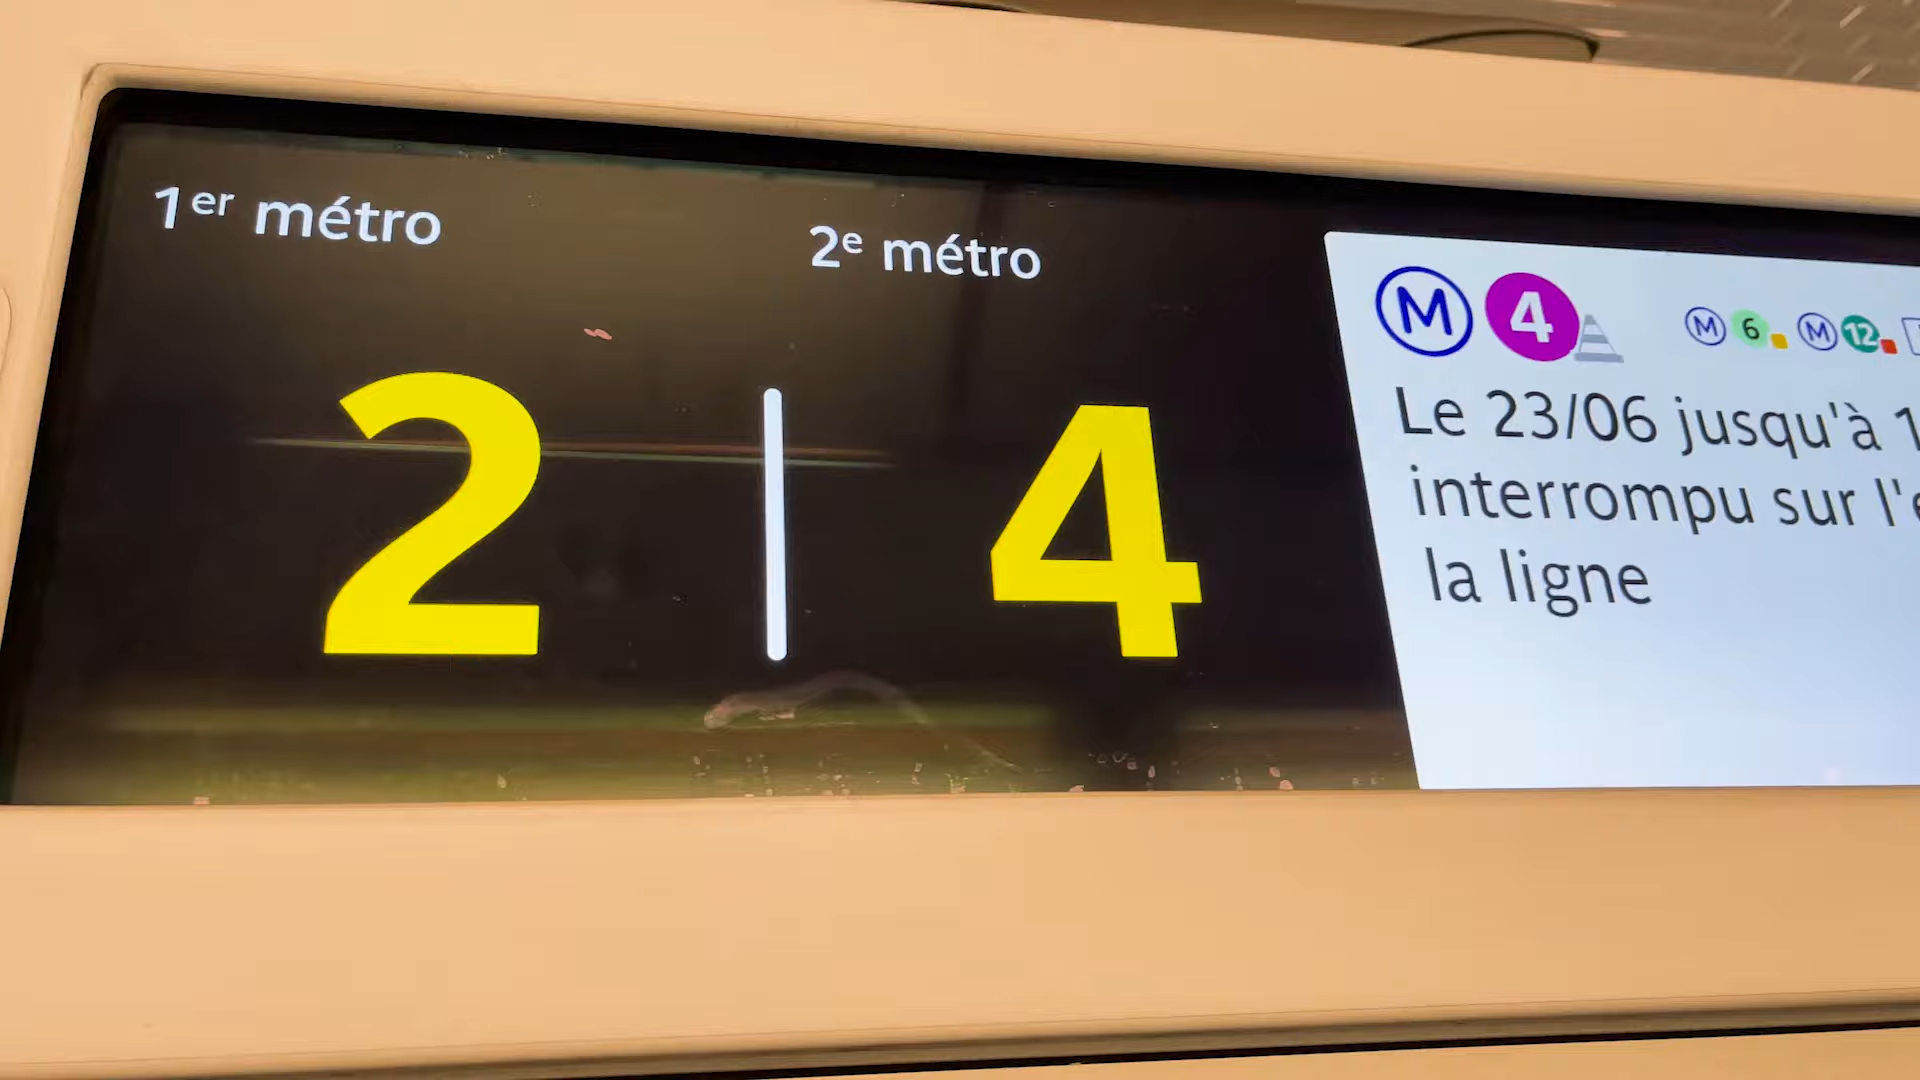 1er métro
2e métro
2
4
M 4 M 6 M 12
Le 23/06 jusqu'à
interrompu sur
la ligne